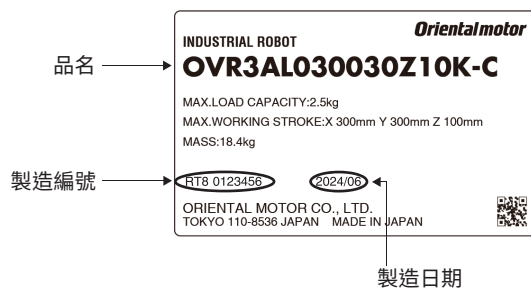 Orientalmotor
INDUSTRIAL ROBOT
品名
OVR3AL030030Z10K-C
MAX.LOAD CAPACITY:2.5kg
MAX.WORKING STROKE:X 300mm Y 300mm Z 100mm
MASS:18.4kg
製造編號
RT8 0123456 2024/06
ORIENTAL MOTOR CO., LTD.
TOKYO 110-8536 JAPAN MADE IN JAPAN
製造日期